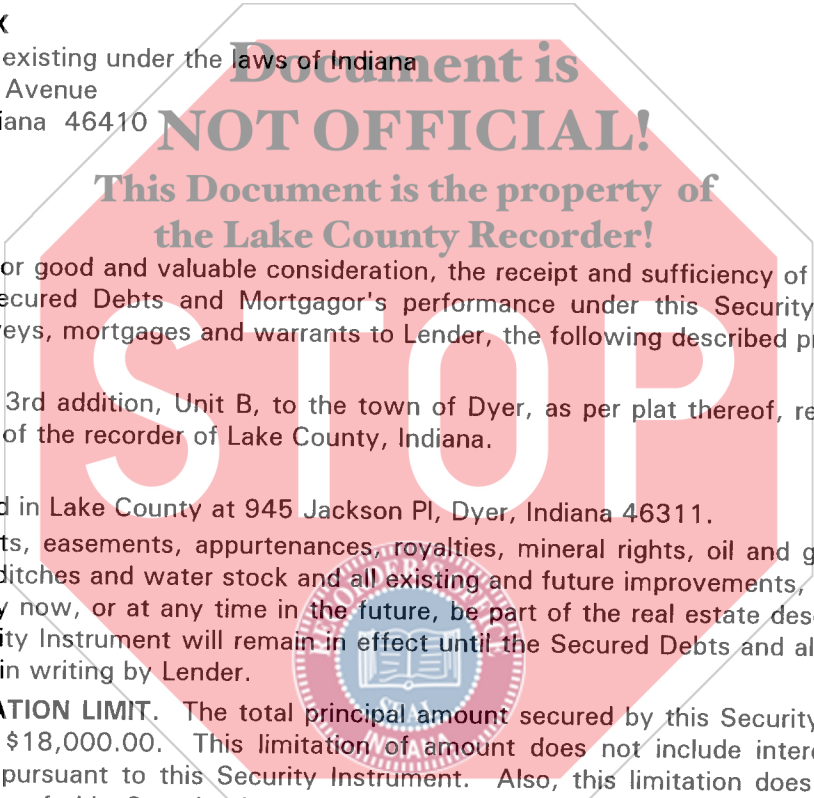 X
existing under the laws of Indiana
Avenue
iana 46410
Document is
NOT OFFICIAL!
This Document is the property of
the Lake County Recorder!
or good and valuable consideration, the receipt and sufficiency of
ecured Debts and Mortgagor's performance under this Security
veys, mortgages and warrants to Lender, the following described p
3rd addition, Unit B, to the town of Dyer, as per plat thereof, re
of the recorder of Lake County, Indiana.
STOP
d in Lake County at 945 Jackson Pl, Dyer, Indiana 46311.
ts, easements, appurtenances, royalties, mineral rights, oil and g
ditches and water stock and all existing and future improvements,
y now, or at any time in the future, be part of the real estate des
ity Instrument will remain in effect until the Secured Debts and al
in writing by Lender.
ATION LIMIT. The total principal amount secured by this Security
$18,000.00. This limitation of amount does not include inter
pursuant to this Security Instrument. Also, this limitation does
SEAL
INDIANA